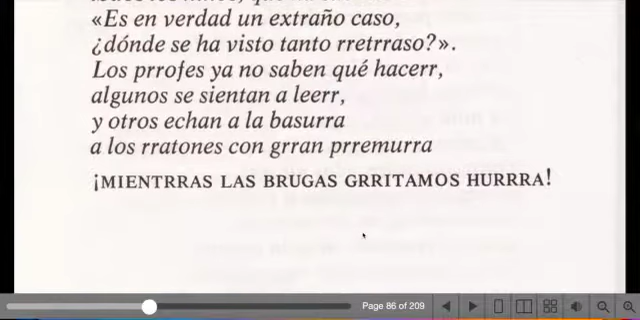 «Es en verdad un extraño caso,
¿dónde se ha visto tanto rretrraso?».
Los prrofes ya no saben qué hacerr,
algunos se sientan a leerr,
y otros echan a la basurra
a los rratones con grran prremurra
¡MIENTRRAS LAS BRUGAS GRRITAMOS HURRRA!
Page 86 of 209